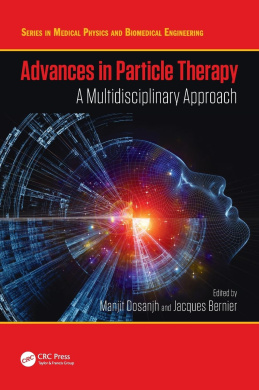 SERIES IN MEDICAL PHYSICS AND BIOMEDICAL ENGINEERING
Advances in Particle Therapy
A Multidisciplinary Approach
Edited by
Manjit Dosanjh and Jacques Bernier
CRC
CRC Press
Taylor & Francis Group